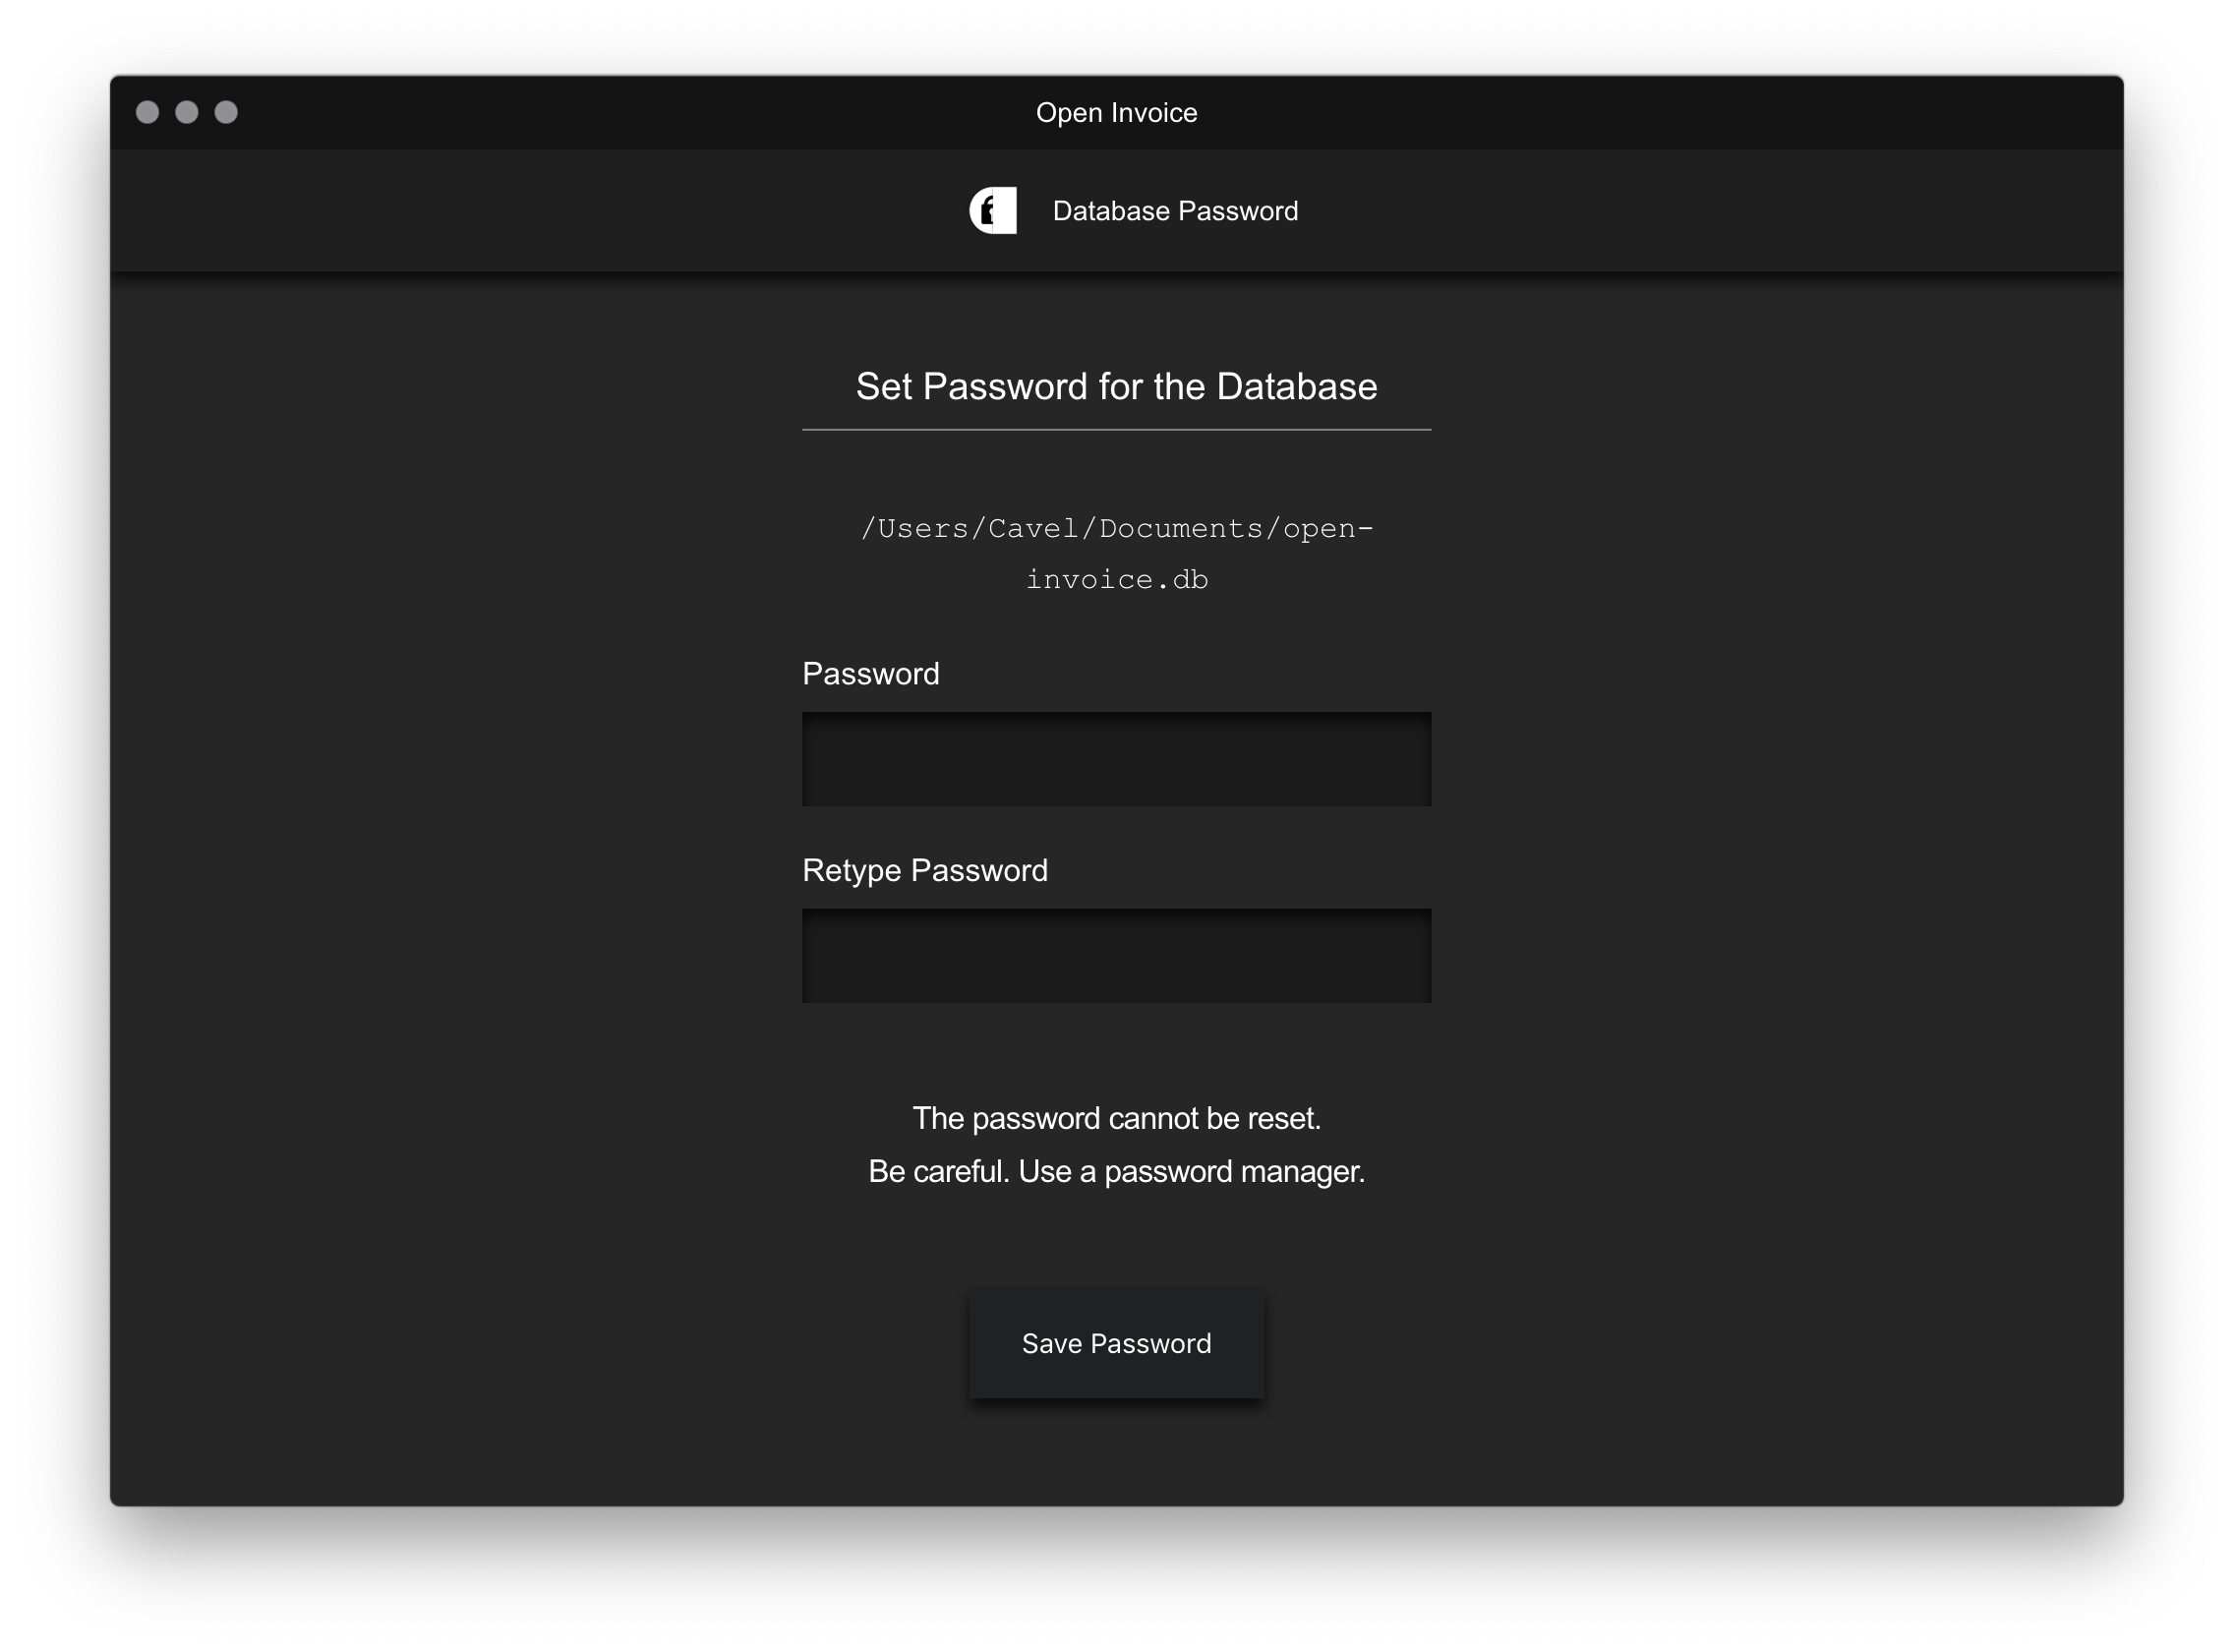 Open Invoice
Database Password
Set Password for the Database
/Users/Cavel/Documents/open-
invoice.db
Password
Retype Password
The password cannot be reset.
Be careful. Use a password manager.
Save Password